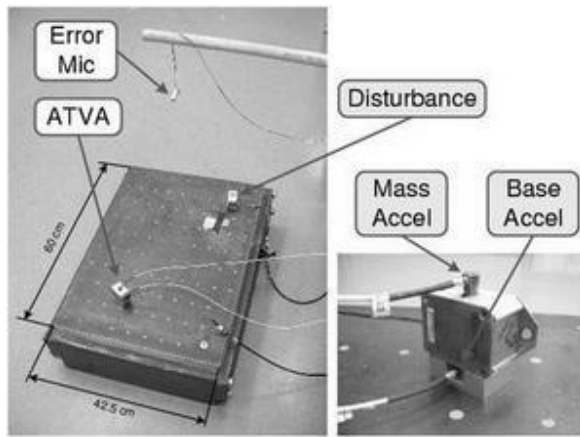 Error
Mic
ATVA
Disturbance
Mass
Accel
Base
Accel
60 cm
42.5 cm